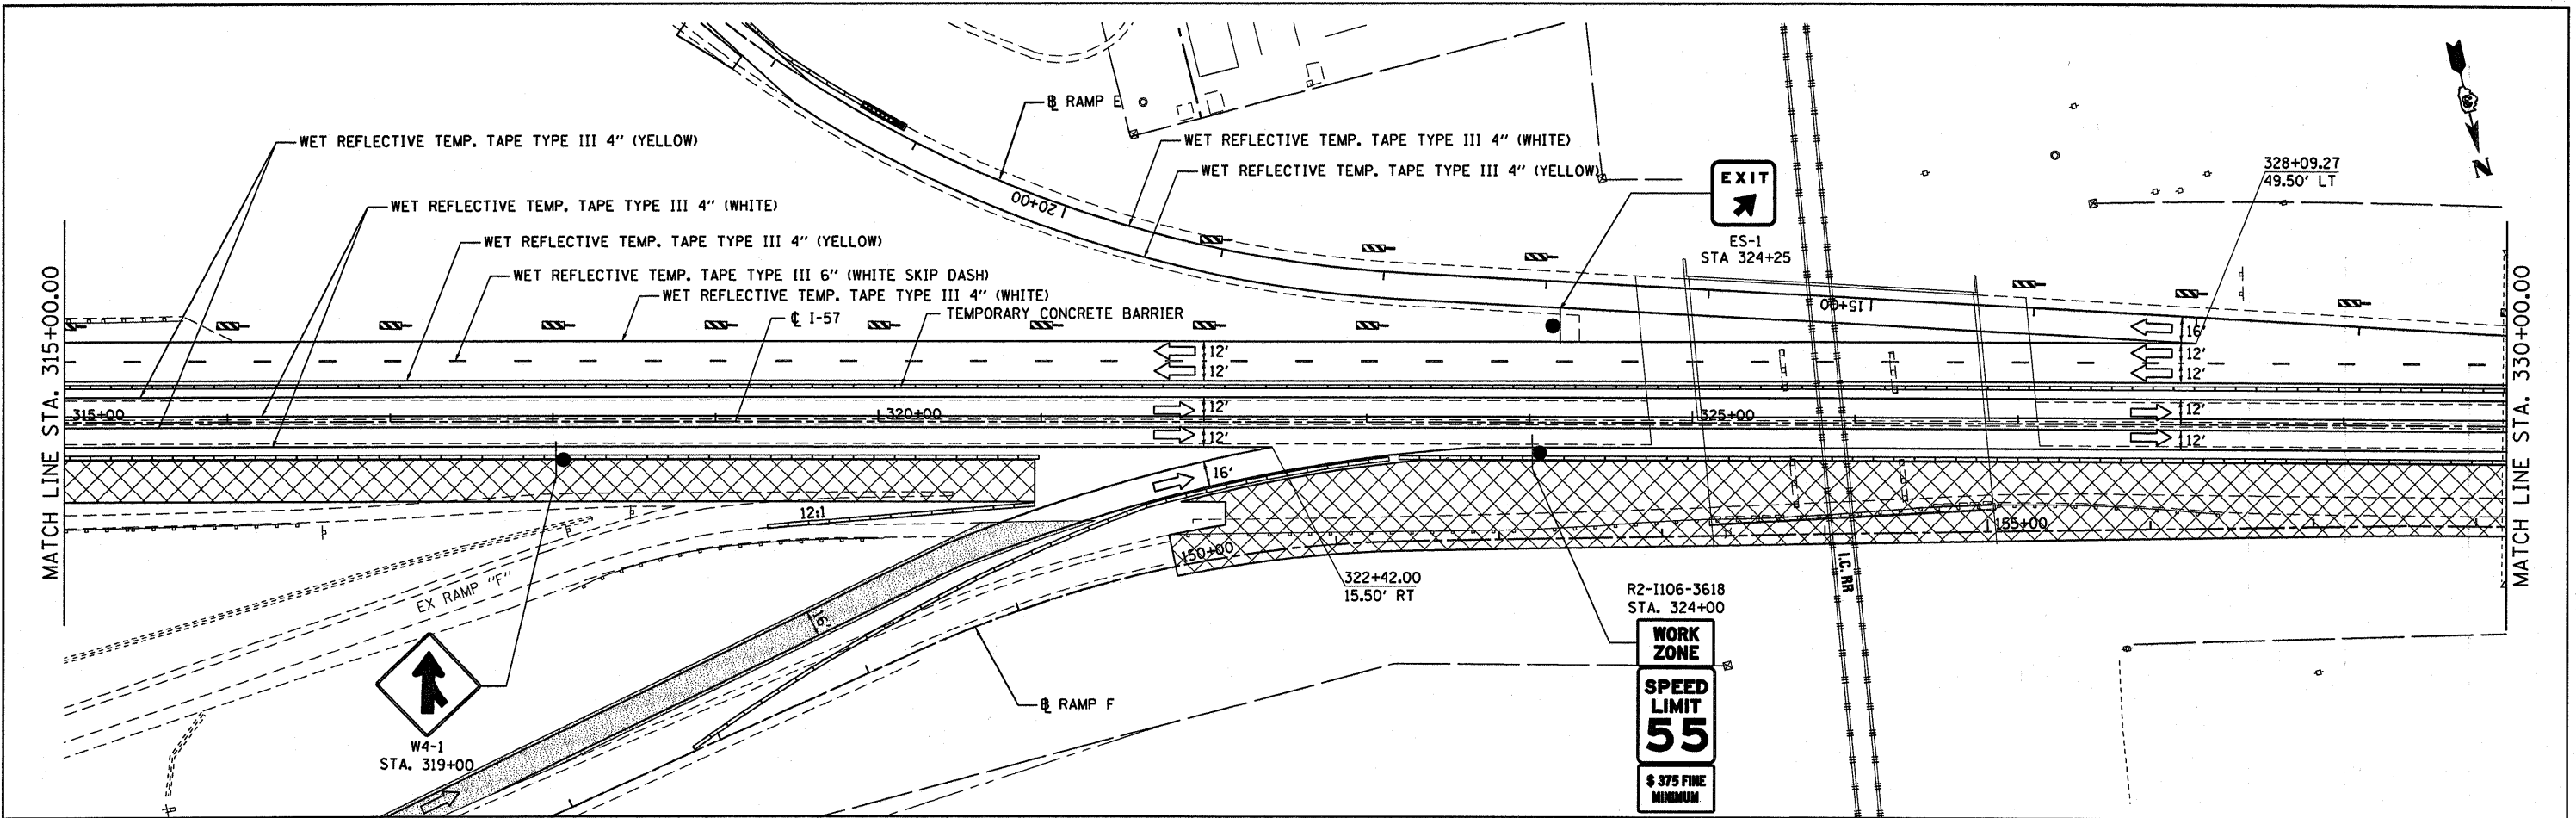 WET REFLECTIVE TEMP. TAPE TYPE III 4" (YELLOW)
WET REFLECTIVE TEMP. TAPE TYPE III 4" (WHITE)
WET REFLECTIVE TEMP. TAPE TYPE III 4" (YELLOW)
WET REFLECTIVE TEMP. TAPE TYPE III 6" (WHITE SKIP DASH)
WET REFLECTIVE TEMP. TAPE TYPE III 4" (WHITE)
℄ I-57
TEMPORARY CONCRETE BARRIER
RAMP E
WET REFLECTIVE TEMP. TAPE TYPE III 4" (WHITE)
WET REFLECTIVE TEMP. TAPE TYPE III 4" (YELLOW)
120+00
EXIT
ES-1
STA 324+25
115+00
328+09.27
49.50' LT
N
MATCH LINE STA. 315+00.00
MATCH LINE STA. 330+00.00
16'
12'
12'
12'
12'
12'
12'
12'
12'
315+00
320+00
325+00
16'
12:1
150+00
155+00
EX RAMP "F"
16'
322+42.00
15.50' RT
I.C. RR
W4-1
STA. 319+00
RAMP F
R2-I106-3618
STA. 324+00
WORK
ZONE
SPEED
LIMIT
55
$ 375 FINE
MINIMUM